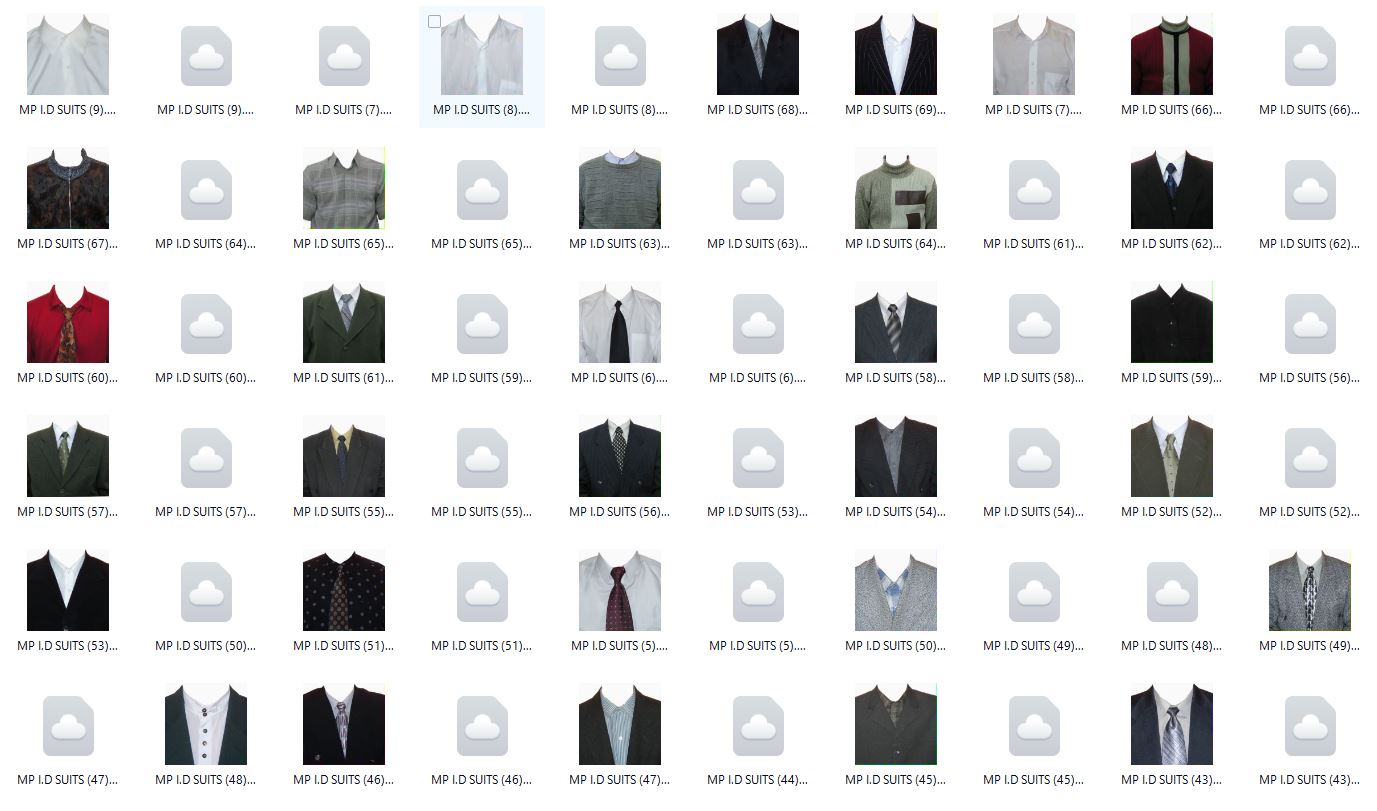 MP I.D SUITS (9)....
MP I.D SUITS (9)....
MP I.D SUITS (7)....
MP I.D SUITS (8)....
MP I.D SUITS (8)....
MP I.D SUITS (68)...
MP I.D SUITS (69)...
MP I.D SUITS (7)....
MP I.D SUITS (66)...
MP I.D SUITS (66)...
MP I.D SUITS (67)...
MP I.D SUITS (64)...
MP I.D SUITS (65)...
MP I.D SUITS (65)...
MP I.D SUITS (63)...
MP I.D SUITS (63)...
MP I.D SUITS (64)...
MP I.D SUITS (61)...
MP I.D SUITS (62)...
MP I.D SUITS (62)...
MP I.D SUITS (60)...
MP I.D SUITS (60)...
MP I.D SUITS (61)...
MP I.D SUITS (59)...
MP I.D SUITS (6)....
MP I.D SUITS (6)....
MP I.D SUITS (58)...
MP I.D SUITS (58)...
MP I.D SUITS (59)...
MP I.D SUITS (56)...
MP I.D SUITS (57)...
MP I.D SUITS (57)...
MP I.D SUITS (55)...
MP I.D SUITS (55)...
MP I.D SUITS (56)...
MP I.D SUITS (53)...
MP I.D SUITS (54)...
MP I.D SUITS (54)...
MP I.D SUITS (52)...
MP I.D SUITS (52)...
MP I.D SUITS (53)...
MP I.D SUITS (50)...
MP I.D SUITS (51)...
MP I.D SUITS (51)...
MP I.D SUITS (5)....
MP I.D SUITS (5)....
MP I.D SUITS (50)...
MP I.D SUITS (49)...
MP I.D SUITS (48)...
MP I.D SUITS (49)...
MP I.D SUITS (47)...
MP I.D SUITS (48)...
MP I.D SUITS (46)...
MP I.D SUITS (46)...
MP I.D SUITS (47)...
MP I.D SUITS (44)...
MP I.D SUITS (45)...
MP I.D SUITS (45)...
MP I.D SUITS (43)...
MP I.D SUITS (43)...